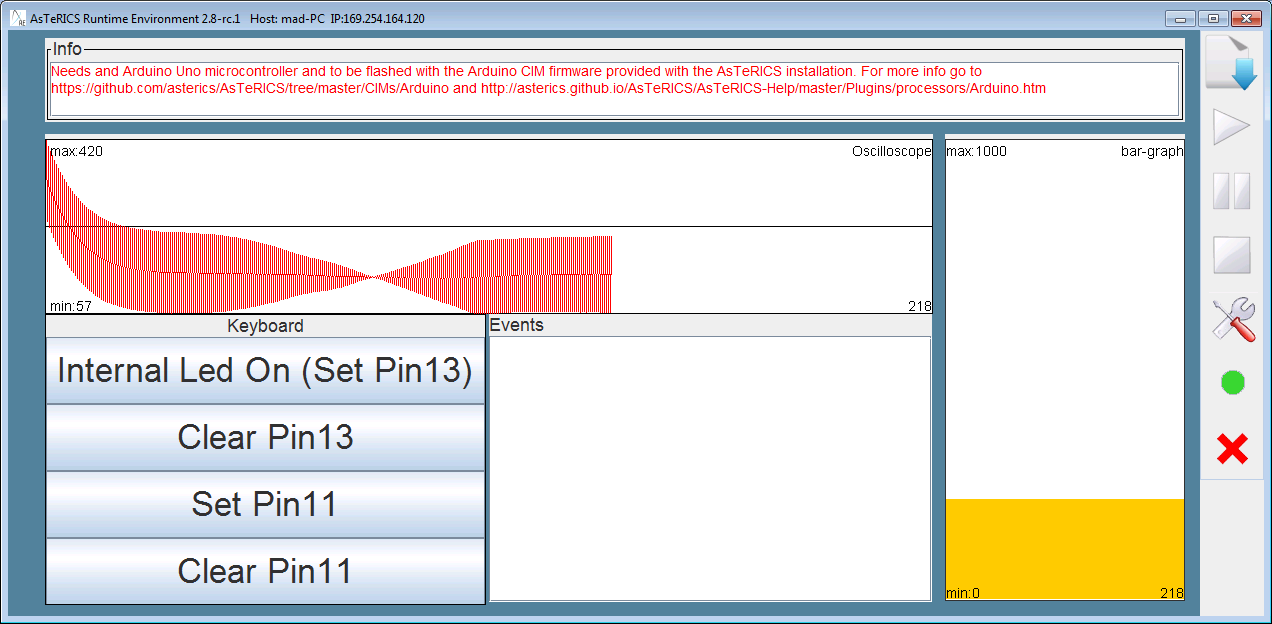 AsTeRICS Runtime Environment 2.8-rc.1   Host: mad-PC  IP:169.254.164.120
Info
Needs and Arduino Uno microcontroller and to be flashed with the Arduino CIM firmware provided with the AsTeRICS installation. For more info go to
https://github.com/asterics/AsTeRICS/tree/master/CIMs/Arduino and http://asterics.github.io/AsTeRICS/AsTeRICS-Help/master/Plugins/processors/Arduino.htm
max:420
Oscilloscope
min:57
218
max:1000
bar-graph
min:0
218
Keyboard
Internal Led On (Set Pin13)
Clear Pin13
Set Pin11
Clear Pin11
Events